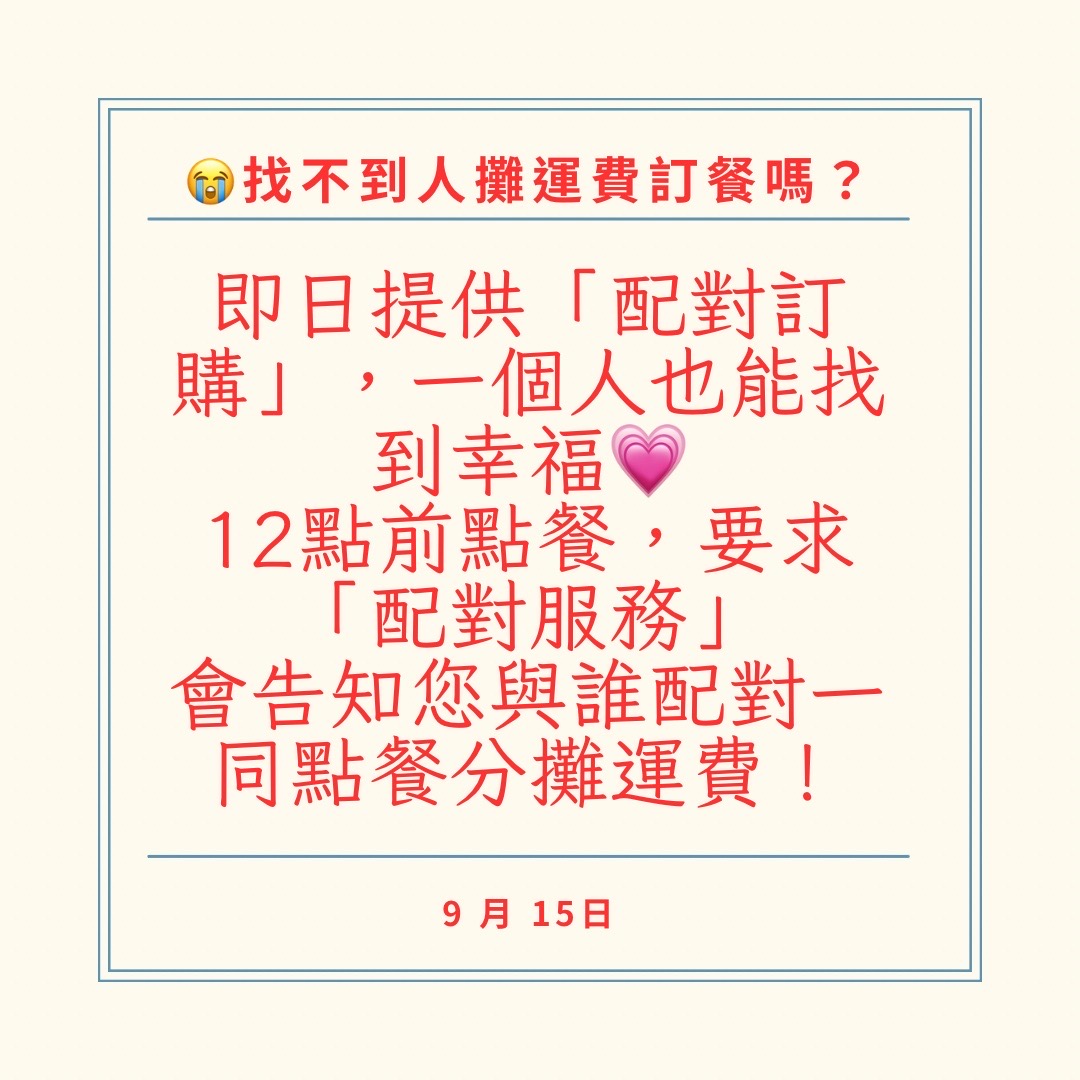 😭找不到人攤運費訂餐嗎？
即日提供「配對訂
購」，一個人也能找
到幸福💗
12點前點餐，要求
「配對服務」
會告知您與誰配對一
同點餐分攤運費！
9 月 15日